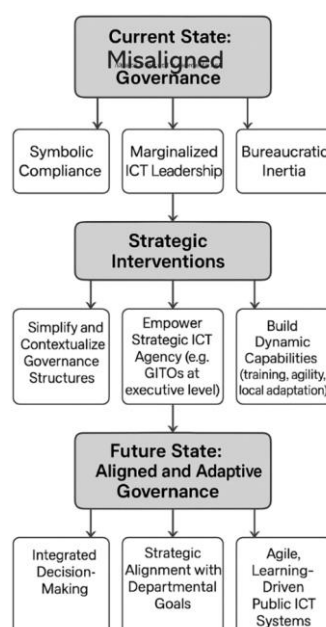 Current State:
Misaligned
Governance
Symbolic
Compliance
Marginalized
ICT Leadership
Bureaucratic
Inertia
Strategic
Interventions
Simplify and
Contextualize
Governance
Structures
Empower
Strategic ICT
Agency (e.g.
GITOs at
executive level)
Build
Dynamic
Capabilities
(training, agility,
local adaptation)
Future State:
Aligned and Adaptive
Governance
Integrated
Decision-
Making
Strategic
Alignment with
Departmental
Goals
Agile,
Learning-
Driven
Public ICT
Systems